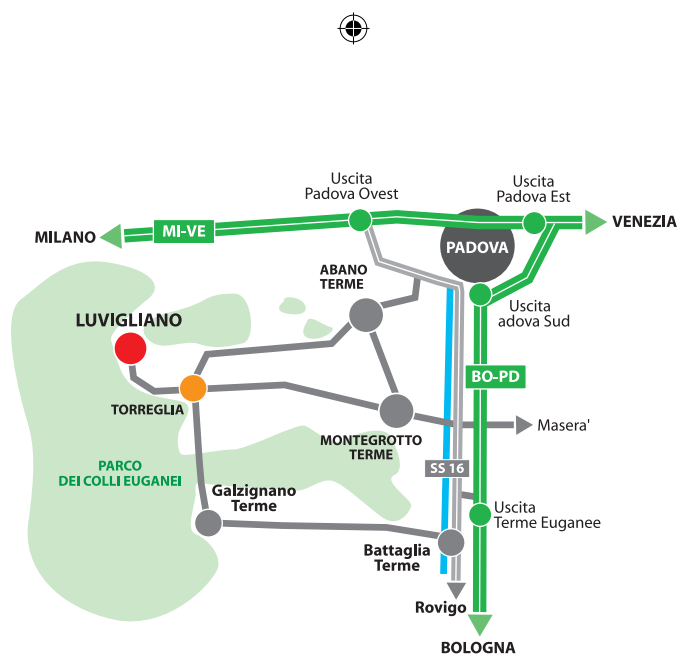 Uscita
Padova Ovest
Uscita
Padova Est
MILANO
MI-VE
VENEZIA
PADOVA
ABANO
TERME
Uscita
adova Sud
LUVIGLIANO
BO-PD
TORREGLIA
MONTEGROTTO
TERME
Masera'
PARCO
DEI COLLI EUGANEI
SS 16
Galzignano
Terme
Uscita
Terme Euganee
Battaglia
Terme
Rovigo
BOLOGNA